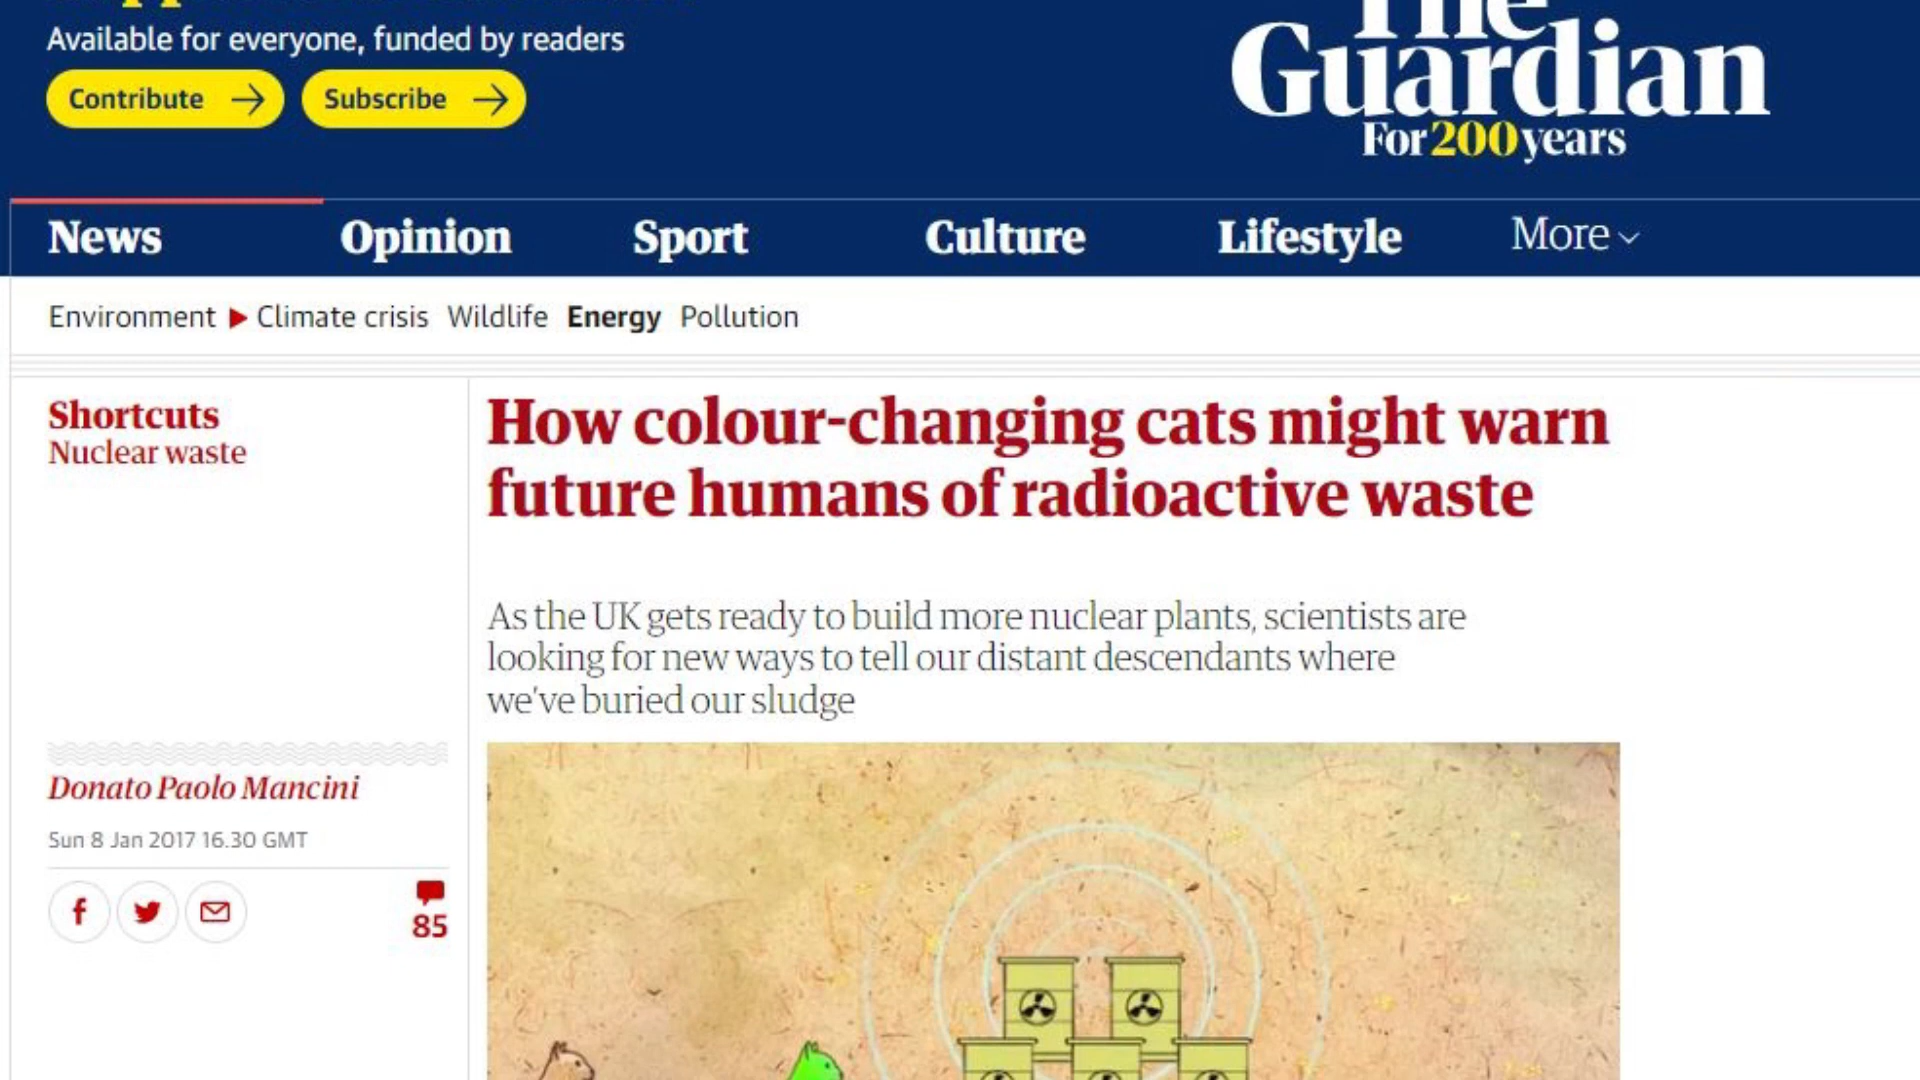 Available for everyone, funded by readers
Contribute
Subscribe
The
Guardian
For 200 years
News
Opinion
Sport
Culture
Lifestyle
More
Environment
Climate crisis
Wildlife
Energy
Pollution
Shortcuts
Nuclear waste
How colour-changing cats might warn
future humans of radioactive waste
As the UK gets ready to build more nuclear plants, scientists are
looking for new ways to tell our distant descendants where
we've buried our sludge
Donato Paolo Mancini
Sun 8 Jan 2017 16.30 GMT
85